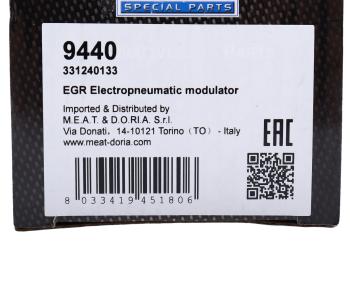 SPECIAL PARTS
9440
331240133
EGR Electropneumatic modulator
Imported & Distributed by
M.E.A.T. & D.O.R.I.A. S.r.l.
Via Donati, 14-10121 Torino (TO) - Italy
www.meat-doria.com
EAC
8 033419 451806